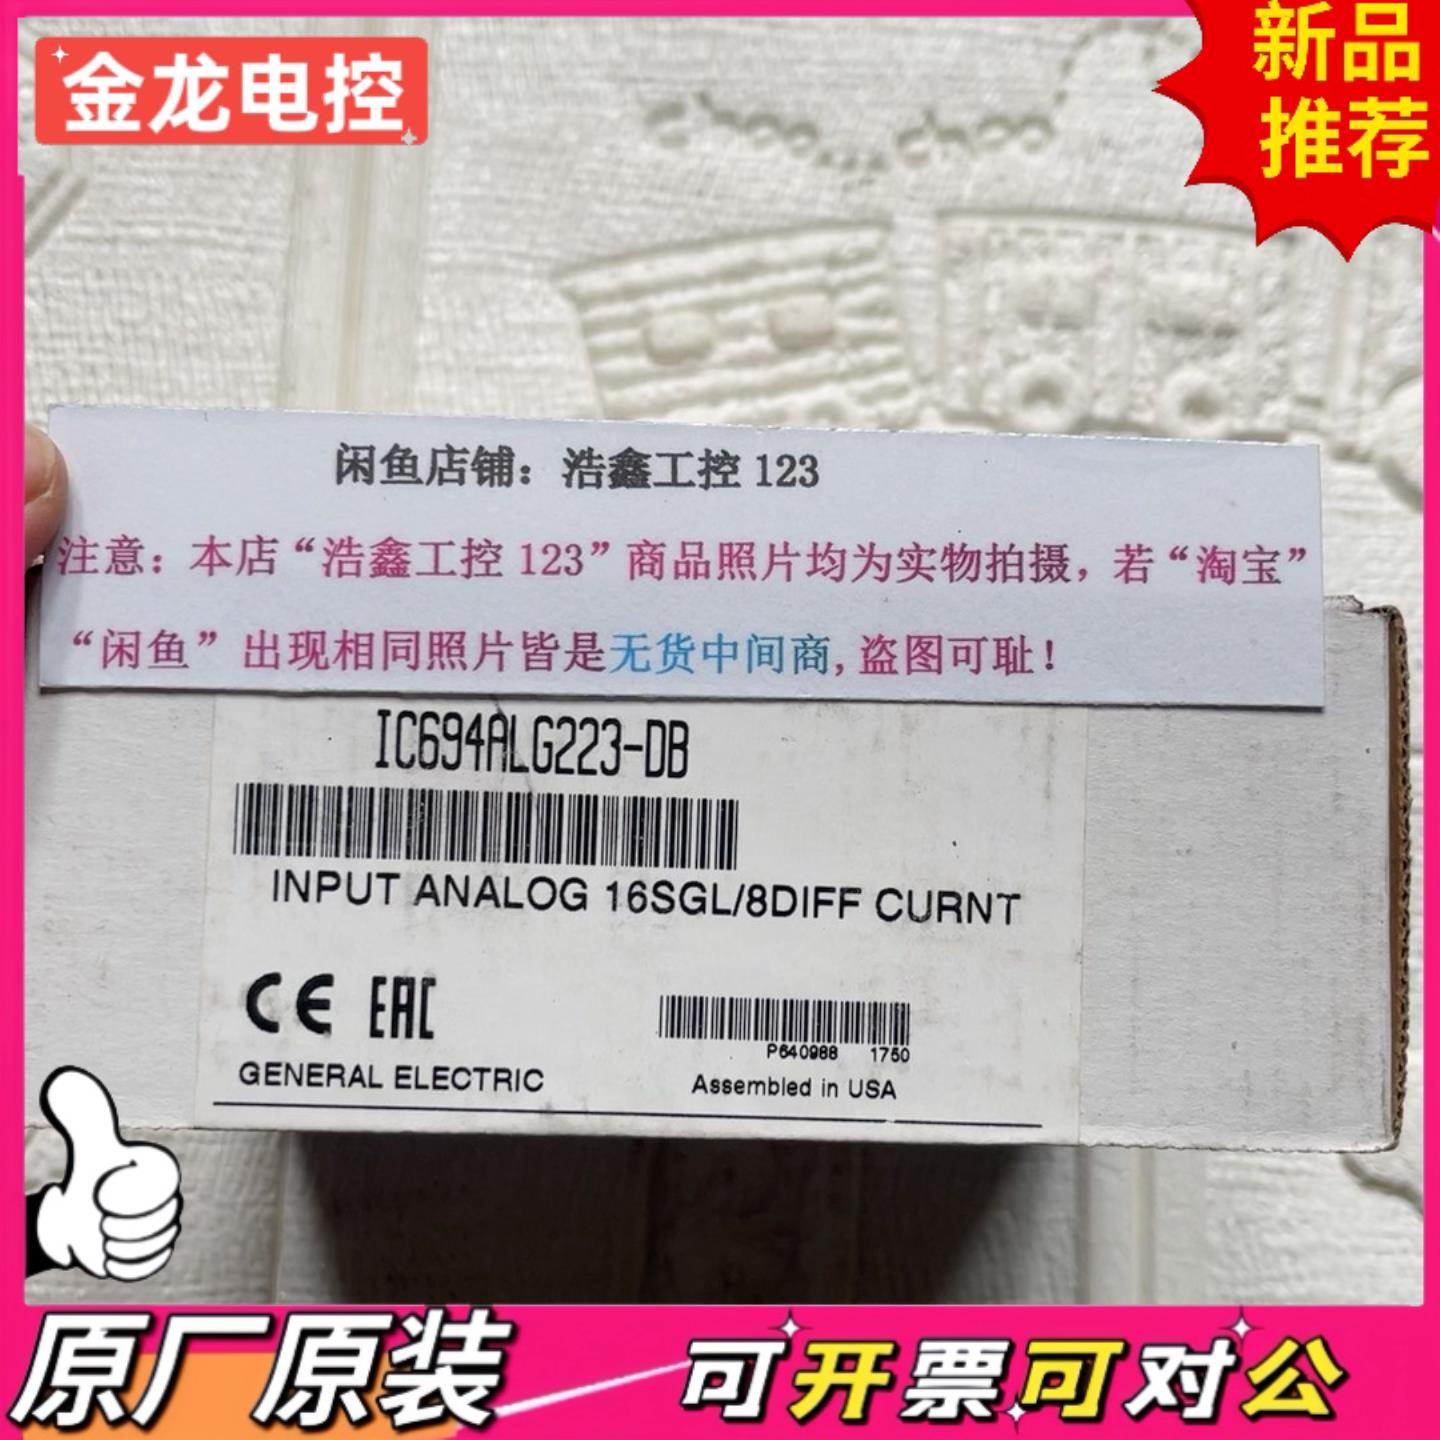 金龙电控
新品
推荐
闲鱼店铺：浩鑫工控 123
注意：本店“浩鑫工控 123”商品照片均为实物拍摄，若“淘宝”
“闲鱼”出现相同照片皆是无货中间商,盗图可耻！
IC694ALG223-DB
INPUT ANALOG 16SGL/8DIFF CURNT
CE EAC
P640988 1750
GENERAL ELECTRIC
Assembled in USA
原厂原装
可开票可对公